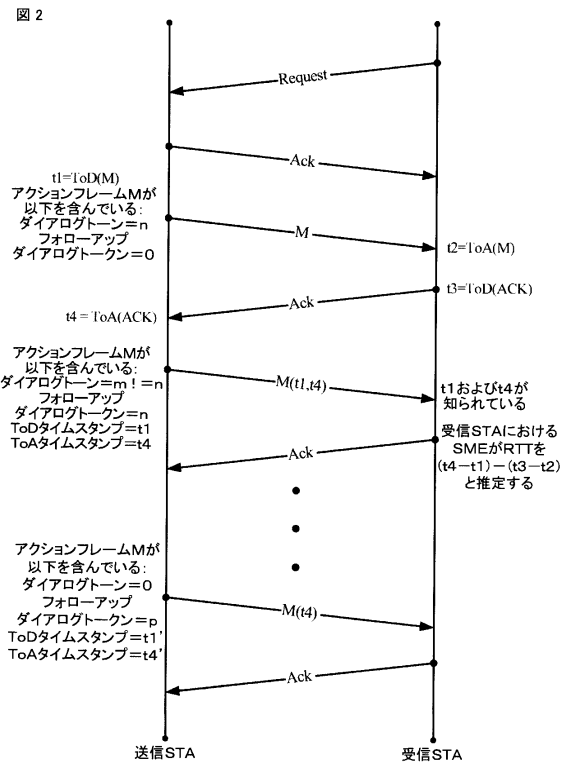 図2
Request
Ack
t1=ToD(M)
アクションフレームMが
以下を含んでいる:
ダイアログトーン=n
フォローアップ
ダイアログトークン=0
M
t2=ToA(M)
t3=ToD(ACK)
Ack
t4=ToA(ACK)
アクションフレームMが
以下を含んでいる:
ダイアログトーン=m!=n
フォローアップ
ダイアログトークン=n
ToDタイムスタンプ=t1
ToAタイムスタンプ=t4
M(t1,t4)
t1およびt4が
知られている
Ack
受信STAにおける
SMEがRTTを
(t4-t1)-(t3-t2)
と推定する
アクションフレームMが
以下を含んでいる:
ダイアログトーン=0
フォローアップ
ダイアログトークン=p
ToDタイムスタンプ=t1'
ToAタイムスタンプ=t4'
M(t4)
Ack
送信STA
受信STA